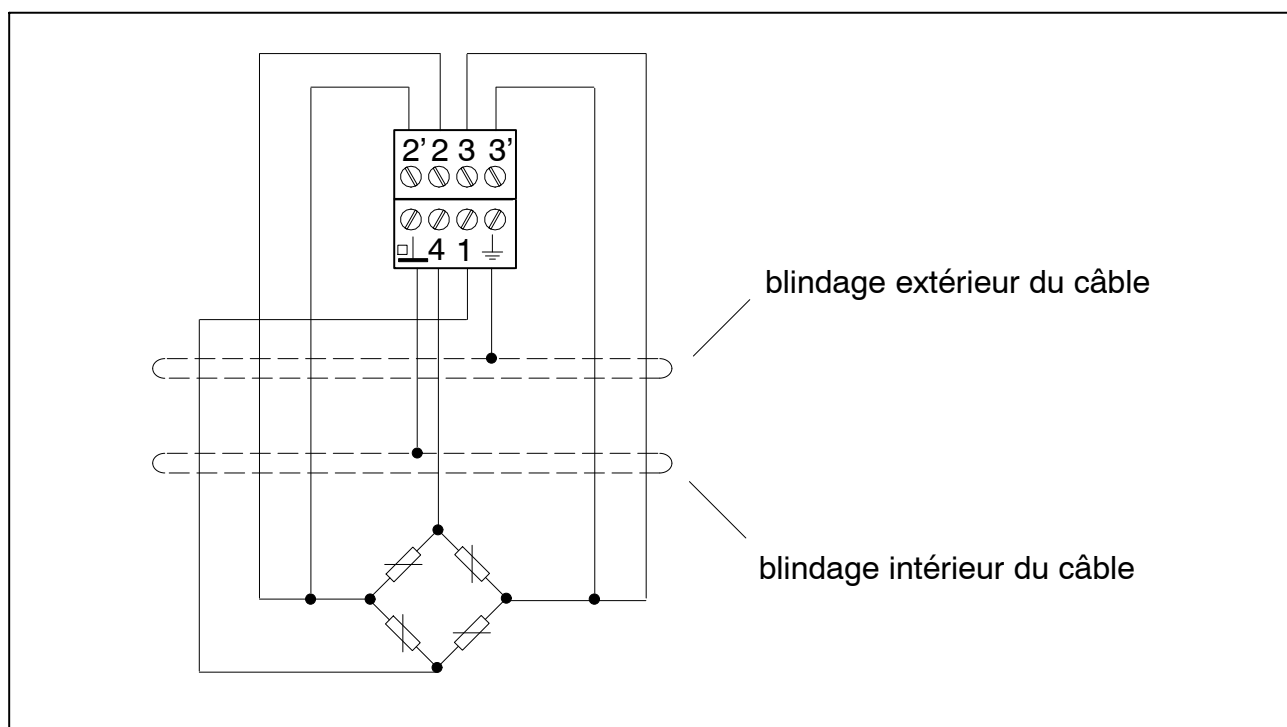 2’ 2 3 3’
4 1
blindage extérieur du câble
blindage intérieur du câble